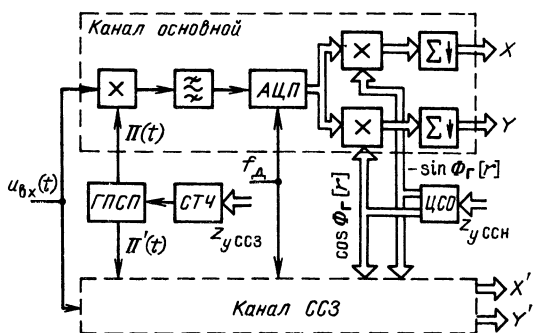 Канал основной
×
×
×
Σ↓
X
АЦП
Σ↓
Y
П(t)
f_д
-sin Φ_г[r]
u_вх(t)
ГПСП
СТЧ
z_у ССЗ
cos Φ_г[r]
ЦСО
z_у ССН
П'(t)
Канал ССЗ
X'
Y'